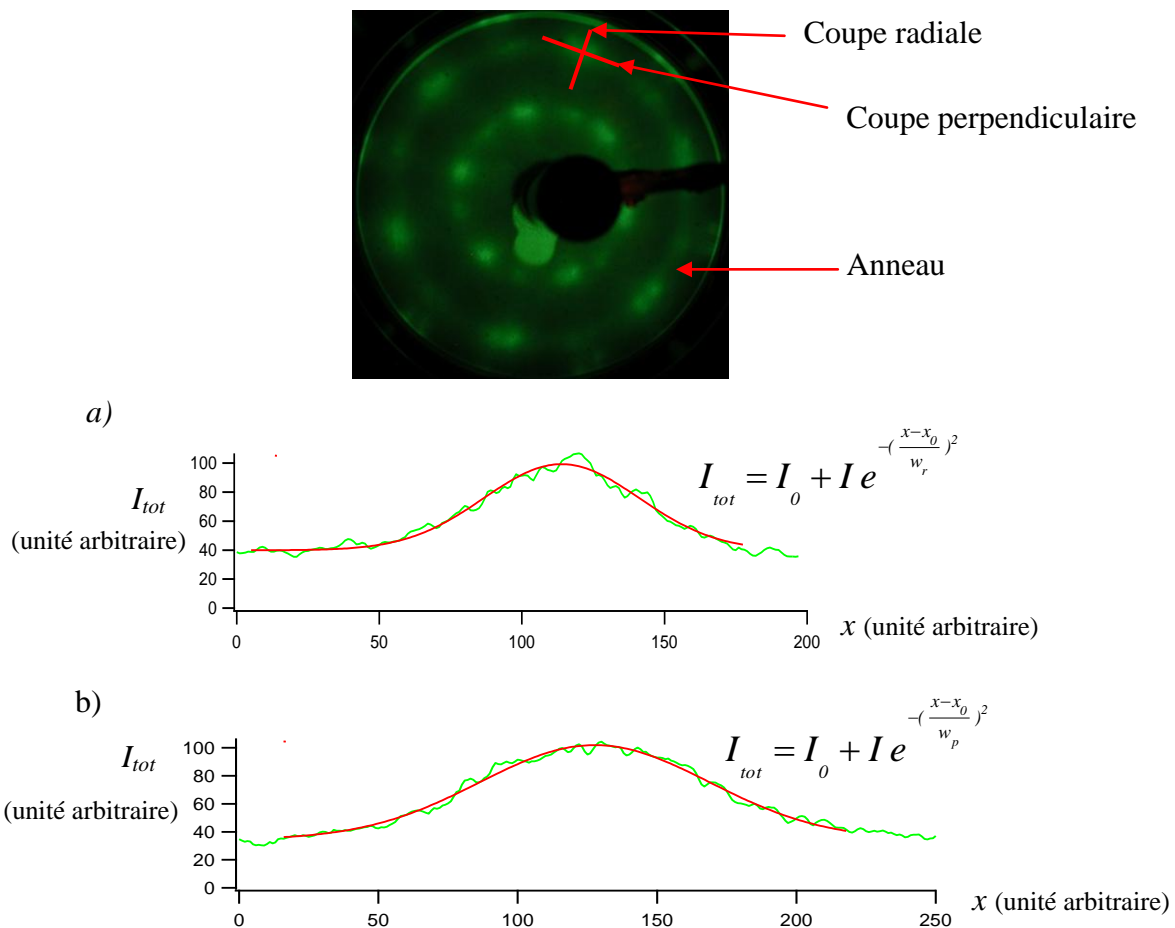 Coupe radiale
Coupe perpendiculaire
Anneau
a)
I_tot
(unité arbitraire)
100
80
60
40
20
0
I_tot = I_0 + I e^{-(\frac{x-x_0}{w_r})^2}
0 50 100 150 200
x (unité arbitraire)
b)
I_tot
(unité arbitraire)
100
80
60
40
20
0
I_tot = I_0 + I e^{-(\frac{x-x_0}{w_p})^2}
0 50 100 150 200 250
x (unité arbitraire)